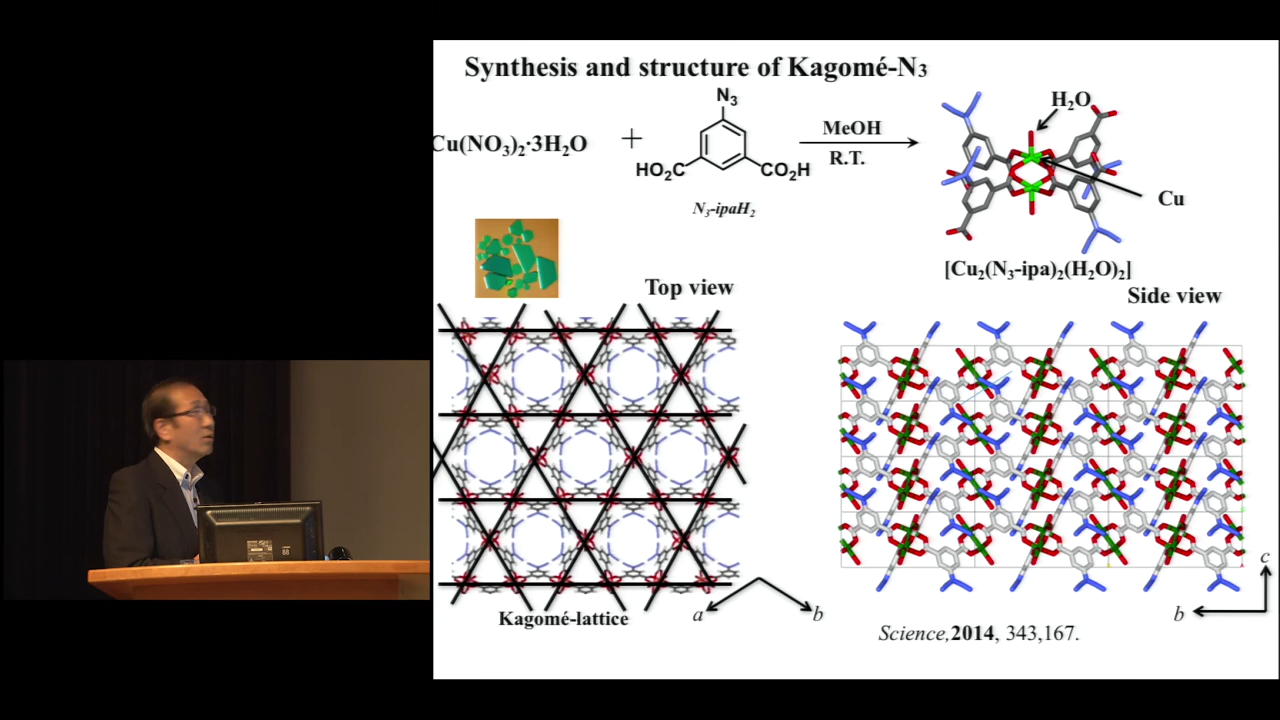 Synthesis and structure of Kagomé-N₃
Cu(NO₃)₂·3H₂O
+
N₃
HO₂C
CO₂H
N₃-ipaH₂
MeOH
R.T.
H₂O
Cu
[Cu₂(N₃-ipa)₂(H₂O)₂]
Top view
Side view
Kagomé-lattice
a
b
c
b
Science,2014, 343,167.